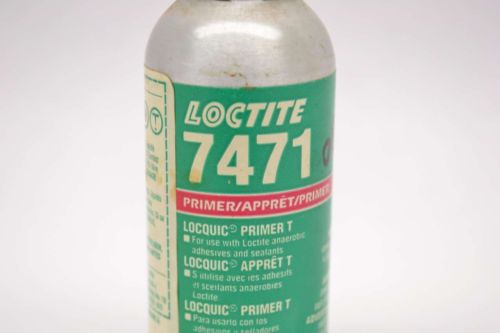 LOCTITE
7471
PRIMER/APPRÊT/PRIMER
LOCQUIC PRIMER T
For use with Loctite anaerobic
adhesives and sealants
LOCQUIC APPRÊT T
S utilise avec les adhésifs
et scellants anaerobies
Loctite
LOCQUIC PRIMER T
Para usarlo con los
adhesivos y selladores